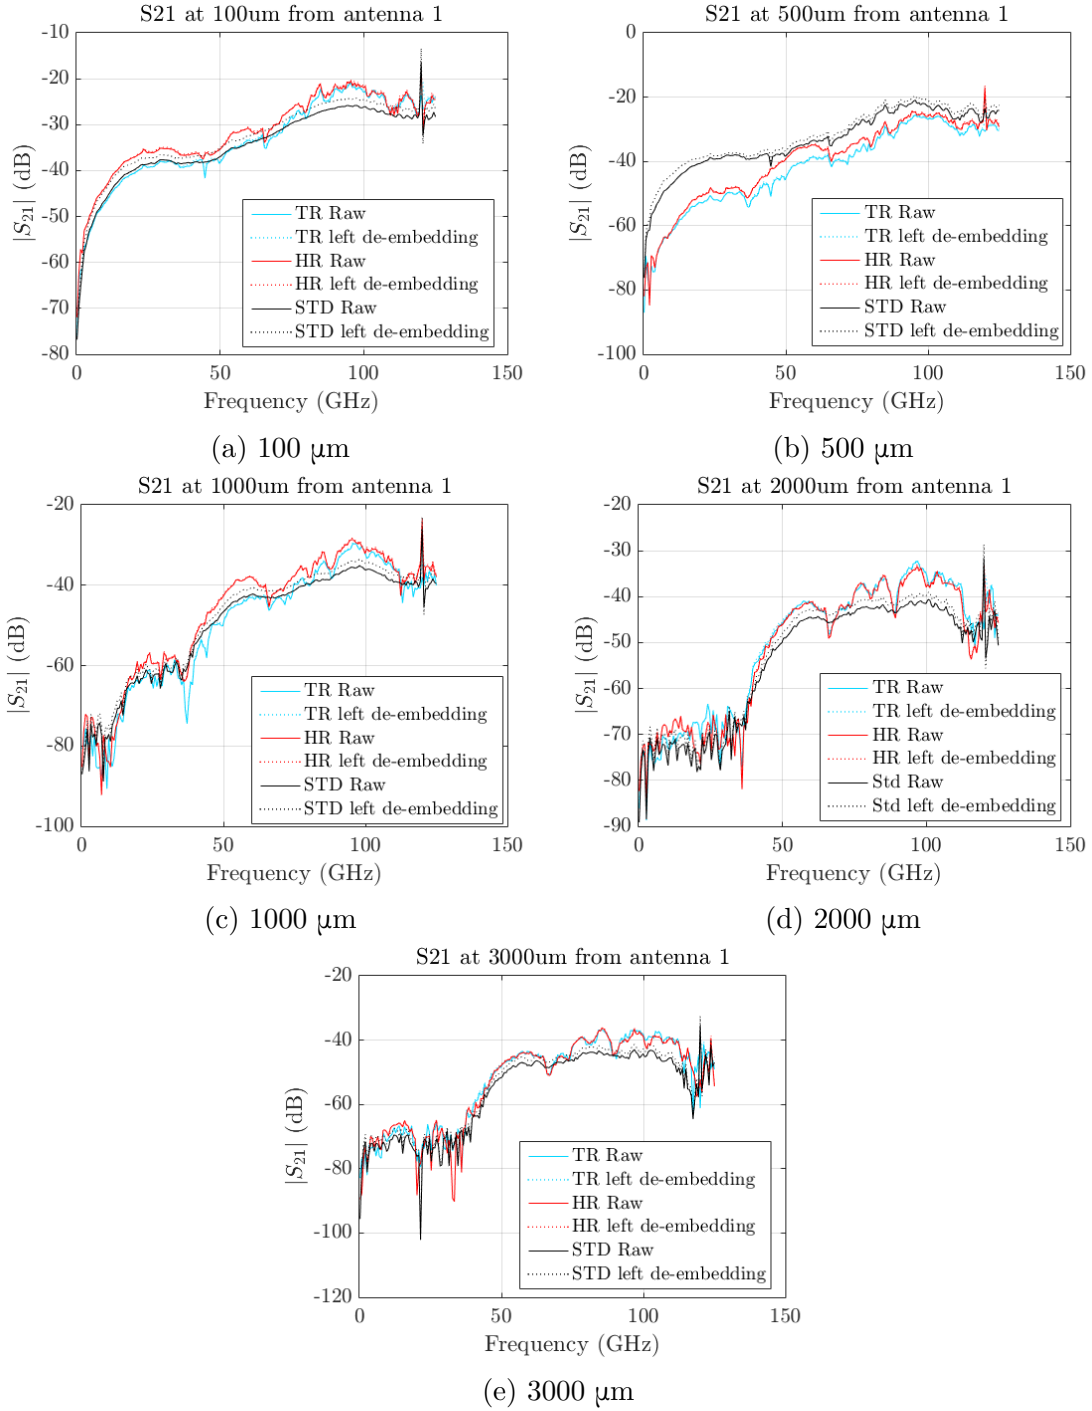 S21 at 100um from antenna 1
-10
-20
-30
-40
-50
-60
-70
-80
|S21| (dB)
TR Raw
TR left de-embedding
HR Raw
HR left de-embedding
STD Raw
STD left de-embedding
0 50 100 150
Frequency (GHz)
(a) 100 µm
S21 at 500um from antenna 1
0
-20
-40
-60
-80
-100
|S21| (dB)
TR Raw
TR left de-embedding
HR Raw
HR left de-embedding
STD Raw
STD left de-embedding
0 50 100 150
Frequency (GHz)
(b) 500 µm
S21 at 1000um from antenna 1
-20
-40
-60
-80
-100
|S21| (dB)
TR Raw
TR left de-embedding
HR Raw
HR left de-embedding
STD Raw
STD left de-embedding
0 50 100 150
Frequency (GHz)
(c) 1000 µm
S21 at 2000um from antenna 1
-20
-30
-40
-50
-60
-70
-80
-90
|S21| (dB)
TR Raw
TR left de-embedding
HR Raw
HR left de-embedding
Std Raw
Std left de-embedding
0 50 100 150
Frequency (GHz)
(d) 2000 µm
S21 at 3000um from antenna 1
-20
-40
-60
-80
-100
-120
|S21| (dB)
TR Raw
TR left de-embedding
HR Raw
HR left de-embedding
STD Raw
STD left de-embedding
0 50 100 150
Frequency (GHz)
(e) 3000 µm